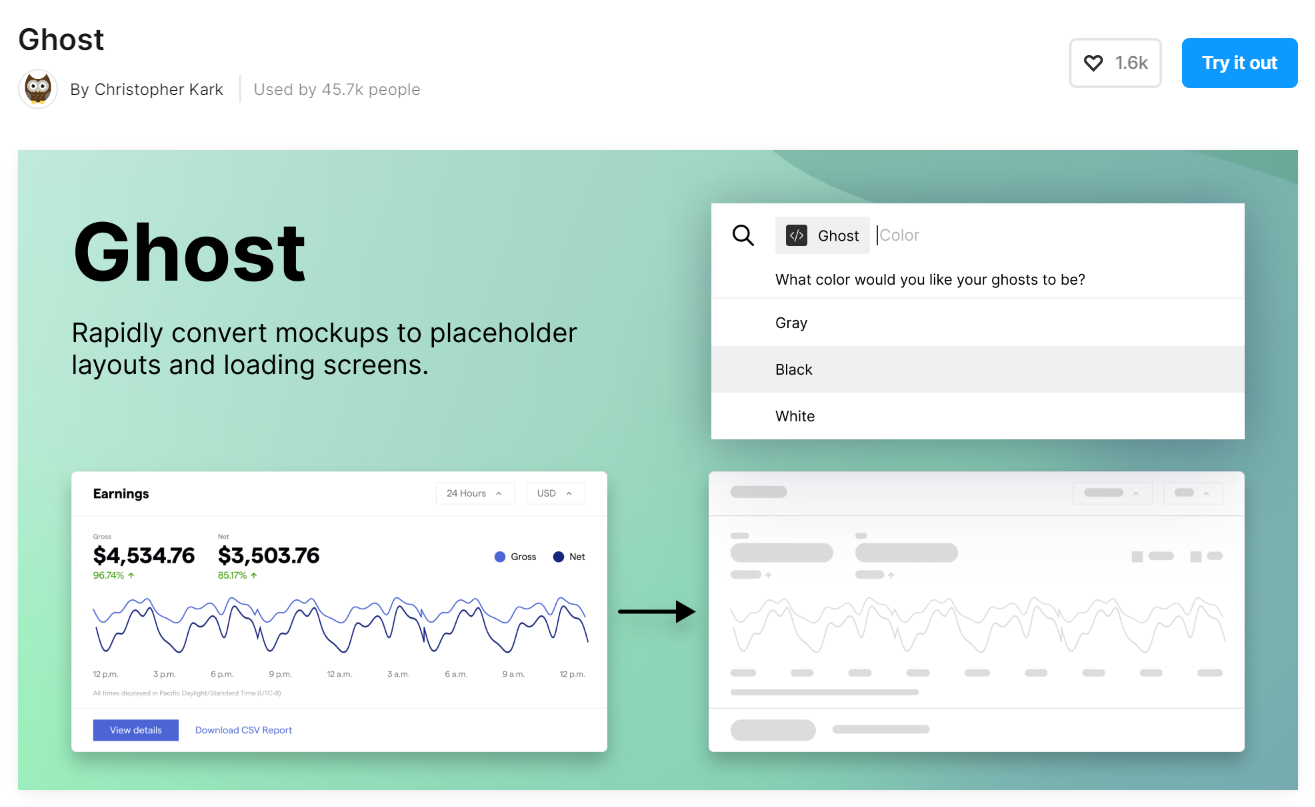 Ghost
By Christopher Kark
Used by 45.7k people
1.6k
Try it out
Ghost
Rapidly convert mockups to placeholder
layouts and loading screens.
</> Ghost Color
What color would you like your ghosts to be?
Gray
Black
White
Earnings
24 Hours
USD
Gross
Net
$4,534.76
$3,503.76
96.74% ↑
85.17% ↑
Gross
Net
12 p.m. 3 p.m. 6 p.m. 9 p.m. 12 a.m. 3 a.m. 6 a.m. 9 a.m. 12 p.m.
All times displayed in Pacific Daylight/Standard Time (UTC-8)
View details
Download CSV Report